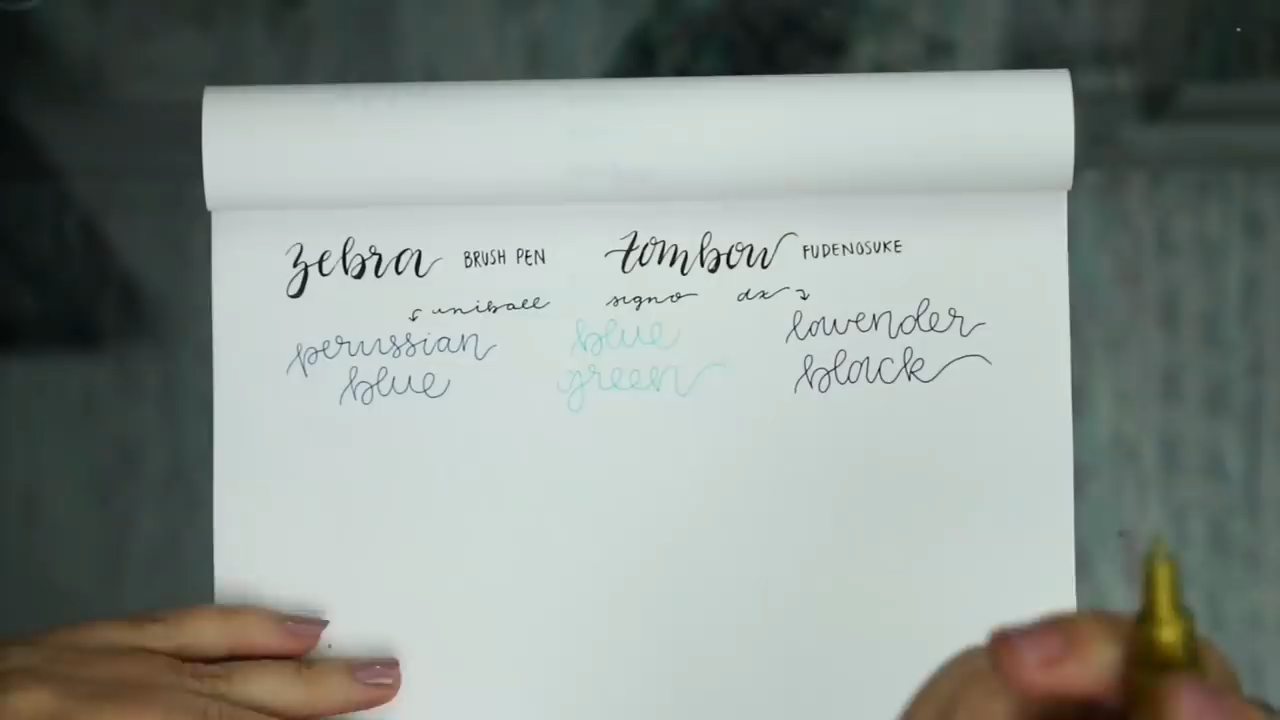 zebra BRUSH PEN tombow FUDENOSUKE
uniball signo dx
perussian blue lavender
blue green black